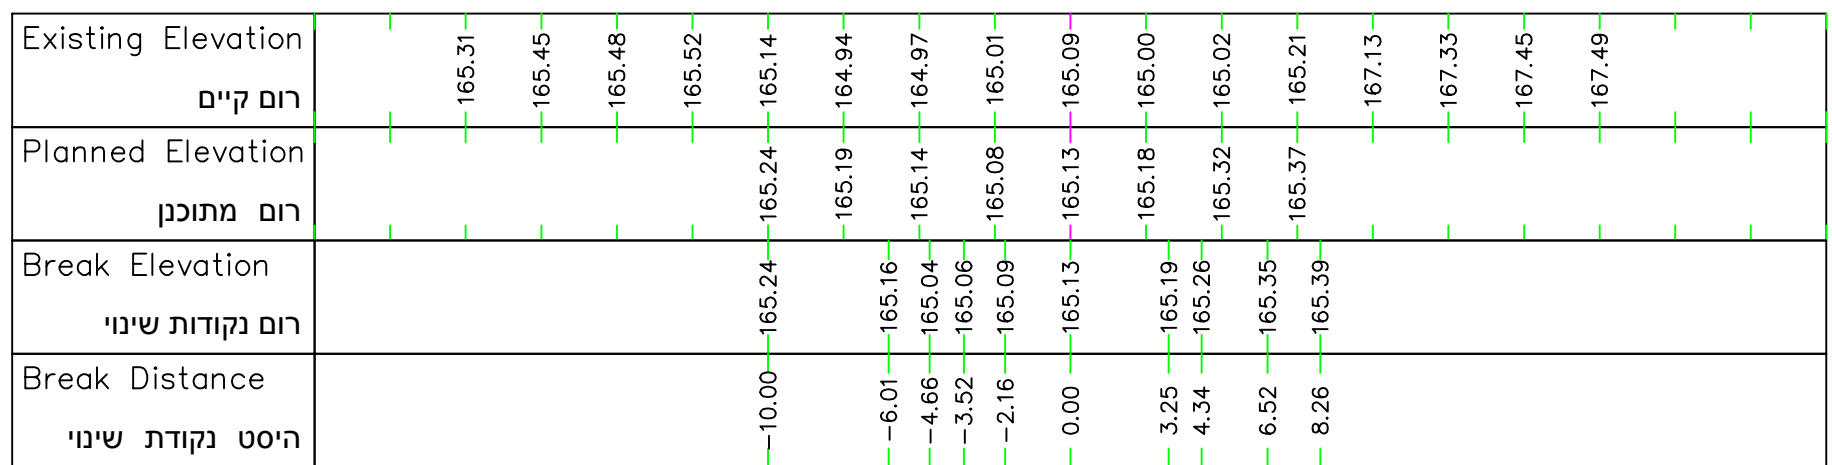 Existing Elevation
רום קיים
165.31 165.45 165.48 165.52 165.14 164.94 164.97 165.01 165.09 165.00 165.02 165.21 167.13 167.33 167.45 167.49
Planned Elevation
רום מתוכנן
165.24 165.19 165.14 165.08 165.13 165.18 165.32 165.37
Break Elevation
רום נקודות שינוי
165.24 165.16 165.04 165.06 165.09 165.13 165.19 165.26 165.35 165.39
Break Distance
היסט נקודת שינוי
-10.00 -6.01 -4.66 -3.52 -2.16 0.00 3.25 4.34 6.52 8.26